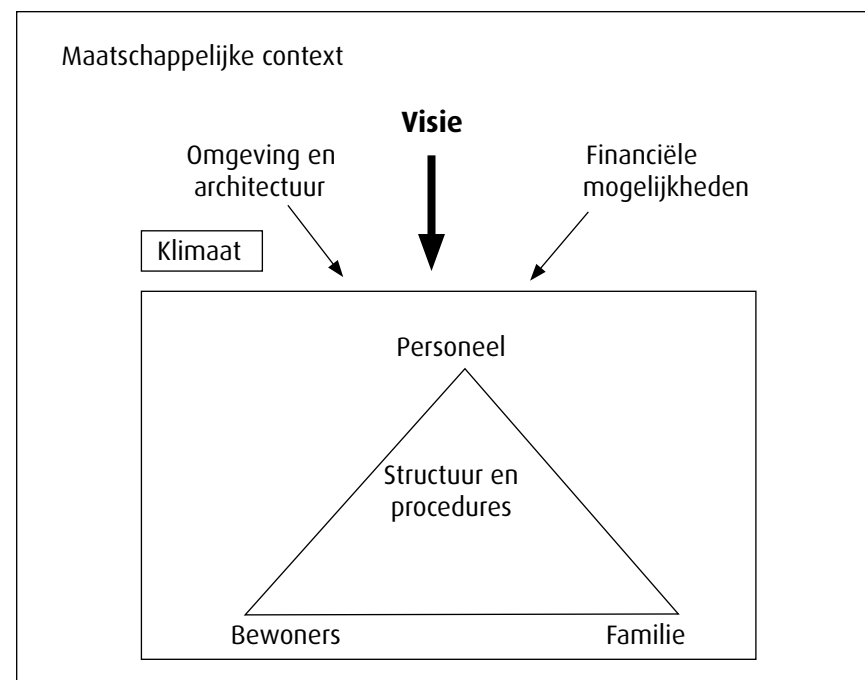 Maatschappelijke context
Visie
Omgeving en
architectuur
Financiële
mogelijkheden
Klimaat
Personeel
Structuur en
procedures
Bewoners
Familie